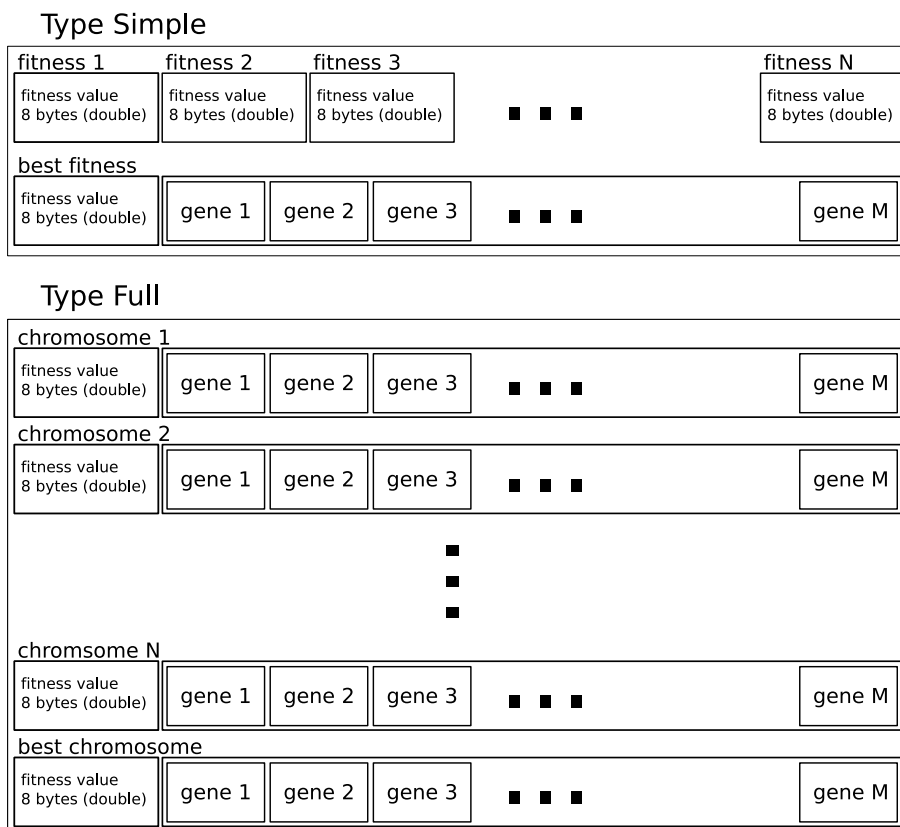 Type Simple
fitness 1 fitness 2 fitness 3 fitness N
fitness value fitness value fitness value fitness value
8 bytes (double) 8 bytes (double) 8 bytes (double) 8 bytes (double)
best fitness
fitness value
8 bytes (double)
gene 1 gene 2 gene 3 gene M
Type Full
chromosome 1
fitness value
8 bytes (double)
gene 1 gene 2 gene 3 gene M
chromosome 2
fitness value
8 bytes (double)
gene 1 gene 2 gene 3 gene M
chromsome N
fitness value
8 bytes (double)
gene 1 gene 2 gene 3 gene M
best chromosome
fitness value
8 bytes (double)
gene 1 gene 2 gene 3 gene M